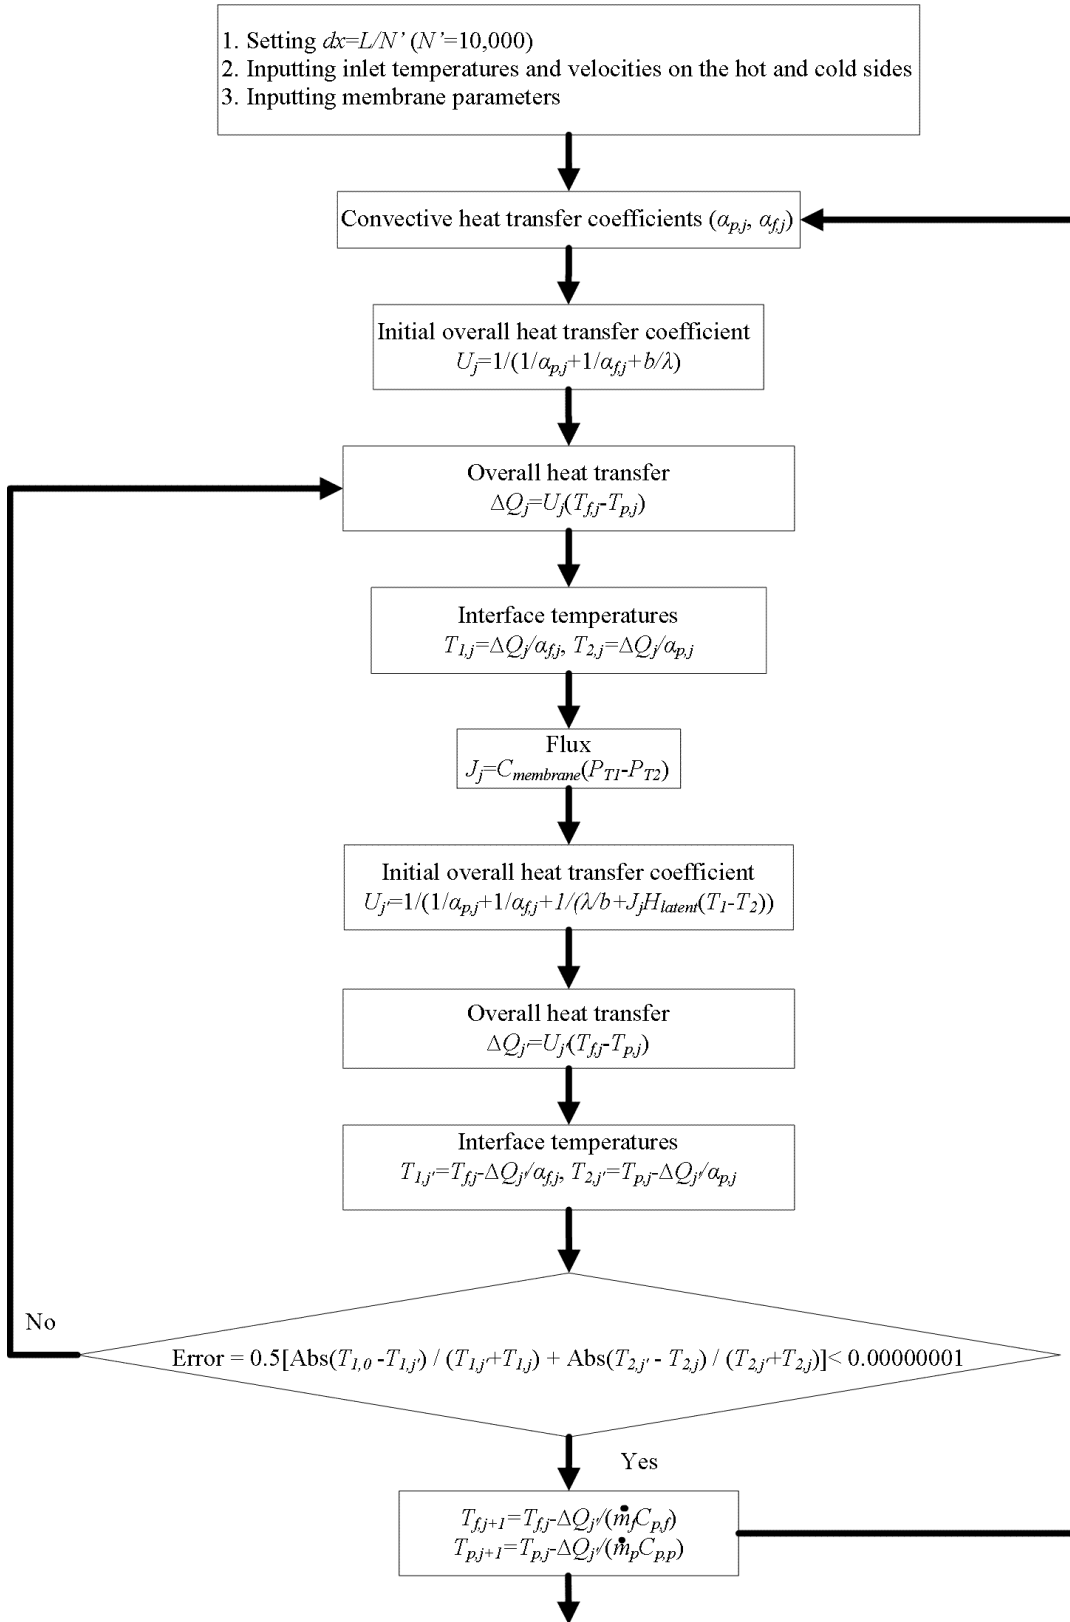 1. Setting dx=L/N’ (N’=10,000)
2. Inputting inlet temperatures and velocities on the hot and cold sides
3. Inputting membrane parameters
Convective heat transfer coefficients (αp,j, αf,j)
Initial overall heat transfer coefficient
Uj=1/(1/αp,j+1/αf,j+b/λ)
Overall heat transfer
ΔQj=Uj(Tf,j-Tp,j)
Interface temperatures
T1,j=ΔQj/αf,j, T2,j=ΔQj/αp,j
Flux
Jj=Cmembrane(PT1-PT2)
Initial overall heat transfer coefficient
Uj'=1/(1/αp,j+1/αf,j+1/(λ/b+JjHlatent(T1-T2))
Overall heat transfer
ΔQj'=Uj'(Tf,j-Tp,j)
Interface temperatures
T1,j'=Tf,j-ΔQj'/αf,j, T2,j'=Tp,j-ΔQj'/αp,j
No
Error = 0.5[Abs(T1,0 -T1,j') / (T1,j'+T1,j) + Abs(T2,j' - T2,j) / (T2,j'+T2,j)]< 0.00000001
Yes
Tf,j+1=Tf,j-ΔQj'/(ṁfCp,f)
Tp,j+1=Tp,j-ΔQj'/(ṁpCp,p)